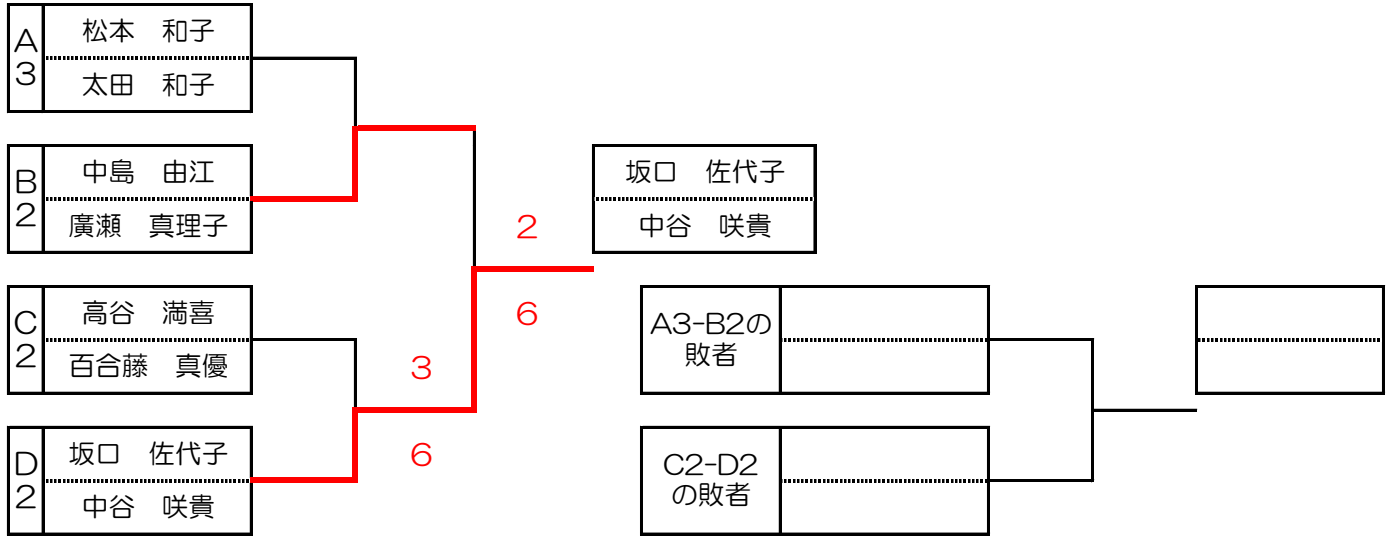 A3
松本　和子
太田　和子
B2
中島　由江
廣瀬　真理子
C2
高谷　満喜
百合藤　真優
D2
坂口　佐代子
中谷　咲貴
3
6
2
6
坂口　佐代子
中谷　咲貴
A3-B2の
敗者
C2-D2
の敗者